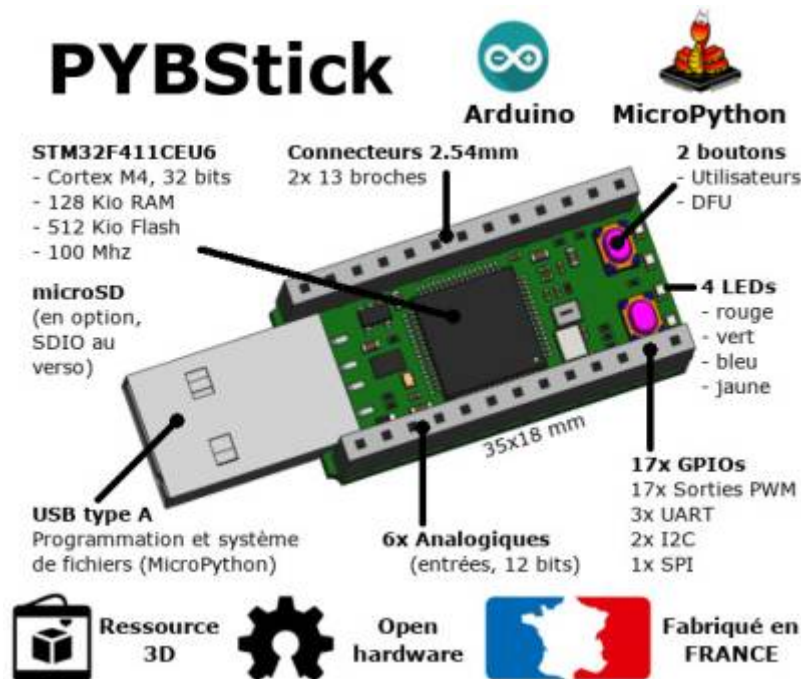 PYBStick
Arduino
MicroPython
STM32F411CEU6
- Cortex M4, 32 bits
- 128 Kio RAM
- 512 Kio Flash
- 100 Mhz
Connecteurs 2.54mm
2x 13 broches
2 boutons
- Utilisateurs
- DFU
microSD
(en option,
SDIO au
verso)
4 LEDs
- rouge
- vert
- bleu
- jaune
35x18 mm
USB type A
Programmation et système
de fichiers (MicroPython)
6x Analogiques
(entrées, 12 bits)
17x GPIOs
17x Sorties PWM
3x UART
2x I2C
1x SPI
Ressource
3D
Open
hardware
Fabriqué en
FRANCE